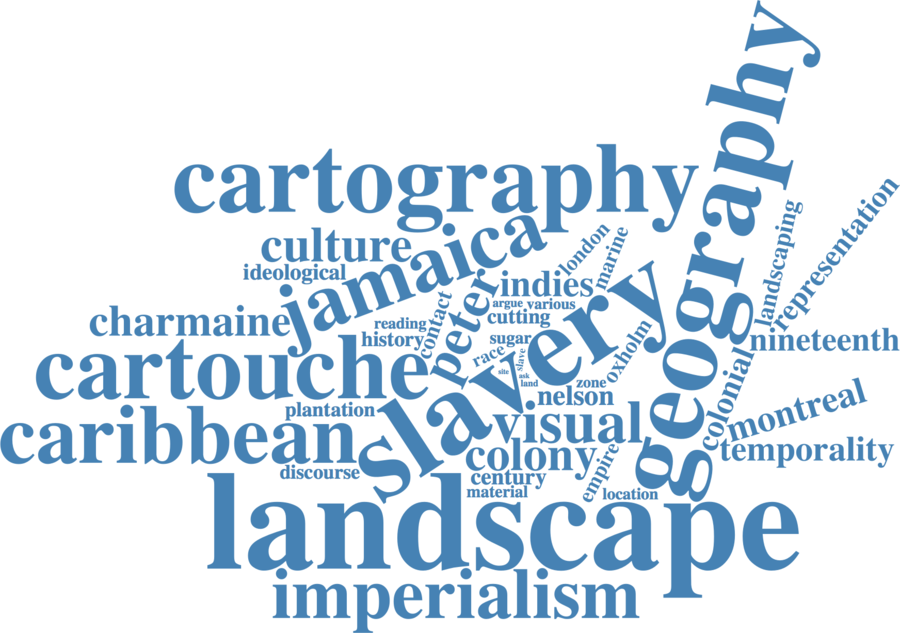 geography
cartography
culture
jamaica
london
marine
landscaping
representation
ideological
indies
peter
contact
argue
various
cutting
slavery
charmaine
reading
history
sugar
race
slave
site
ask
land
oxholm
zone
nelson
nineteenth
cartouche
plantation
caribbean
visual
colonial
montreal
temporality
discourse
colony
century
material
empire
location
landscape
imperialism